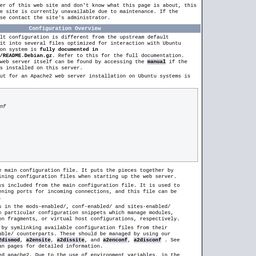 er of this web site and don't know what this page is about, this
e site is currently unavailable due to maintenance. If the
ase contact the site's administrator.
Configuration Overview
lt configuration is different from the upstream default
it into several files optimized for interaction with Ubuntu
on system is fully documented in
/README.Debian.gz. Refer to this for the full documentation.
web server itself can be found by accessing the manual if the
s installed on this server.
ut for an Apache2 web server installation on Ubuntu systems is
nf
e main configuration file. It puts the pieces together by
ining configuration files when starting up the web server.
ys included from the main configuration file. It is used to
ening ports for incoming connections, and this file can be
.
s in the mods-enabled/, conf-enabled/ and sites-enabled/
n particular configuration snippets which manage modules,
on fragments, or virtual host configurations, respectively.
by symlinking available configuration files from their
able/ counterparts. These should be managed by using our
2dismod, a2ensite, a2dissite, and a2enconf, a2disconf . See
an pages for detailed information.
ed apache2. Due to the use of environment variables, in the